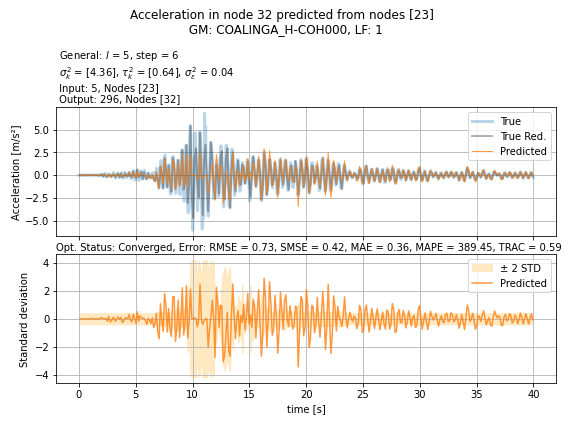 Acceleration in node 32 predicted from nodes [23]
GM: COALINGA_H-COH000, LF: 1
General: l = 5, step = 6
σ²ₖ = [4.36], τ²ₖ = [0.64], σ²ε = 0.04
Input: 5, Nodes [23]
Output: 296, Nodes [32]
Acceleration [m/s²]
5.0
2.5
0.0
−2.5
−5.0
True
True Red.
Predicted
Opt. Status: Converged, Error: RMSE = 0.73, SMSE = 0.42, MAE = 0.36, MAPE = 389.45, TRAC = 0.59
Standard deviation
4
2
0
−2
−4
± 2 STD
Predicted
0 5 10 15 20 25 30 35 40
time [s]